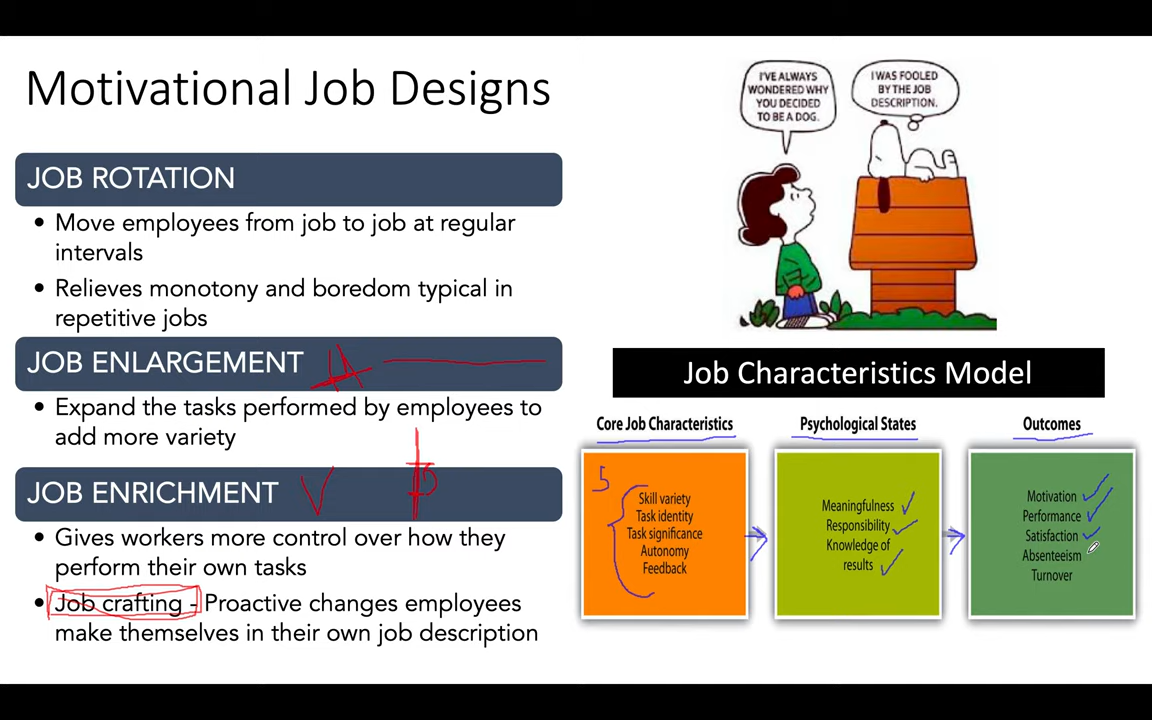 Motivational Job Designs
JOB ROTATION
• Move employees from job to job at regular
intervals
• Relieves monotony and boredom typical in
repetitive jobs
JOB ENLARGEMENT
• Expand the tasks performed by employees to
add more variety
JOB ENRICHMENT
• Gives workers more control over how they
perform their own tasks
• Job crafting - Proactive changes employees
make themselves in their own job description
I'VE ALWAYS
WONDERED WHY
YOU DECIDED
TO BE A DOG.
I WAS FOOLED
BY THE JOB
DESCRIPTION.
Job Characteristics Model
Core Job Characteristics
5
Skill variety
Task identity
Task significance
Autonomy
Feedback
Psychological States
Meaningfulness
Responsibility
Knowledge of
results
Outcomes
Motivation
Performance
Satisfaction
Absenteeism
Turnover